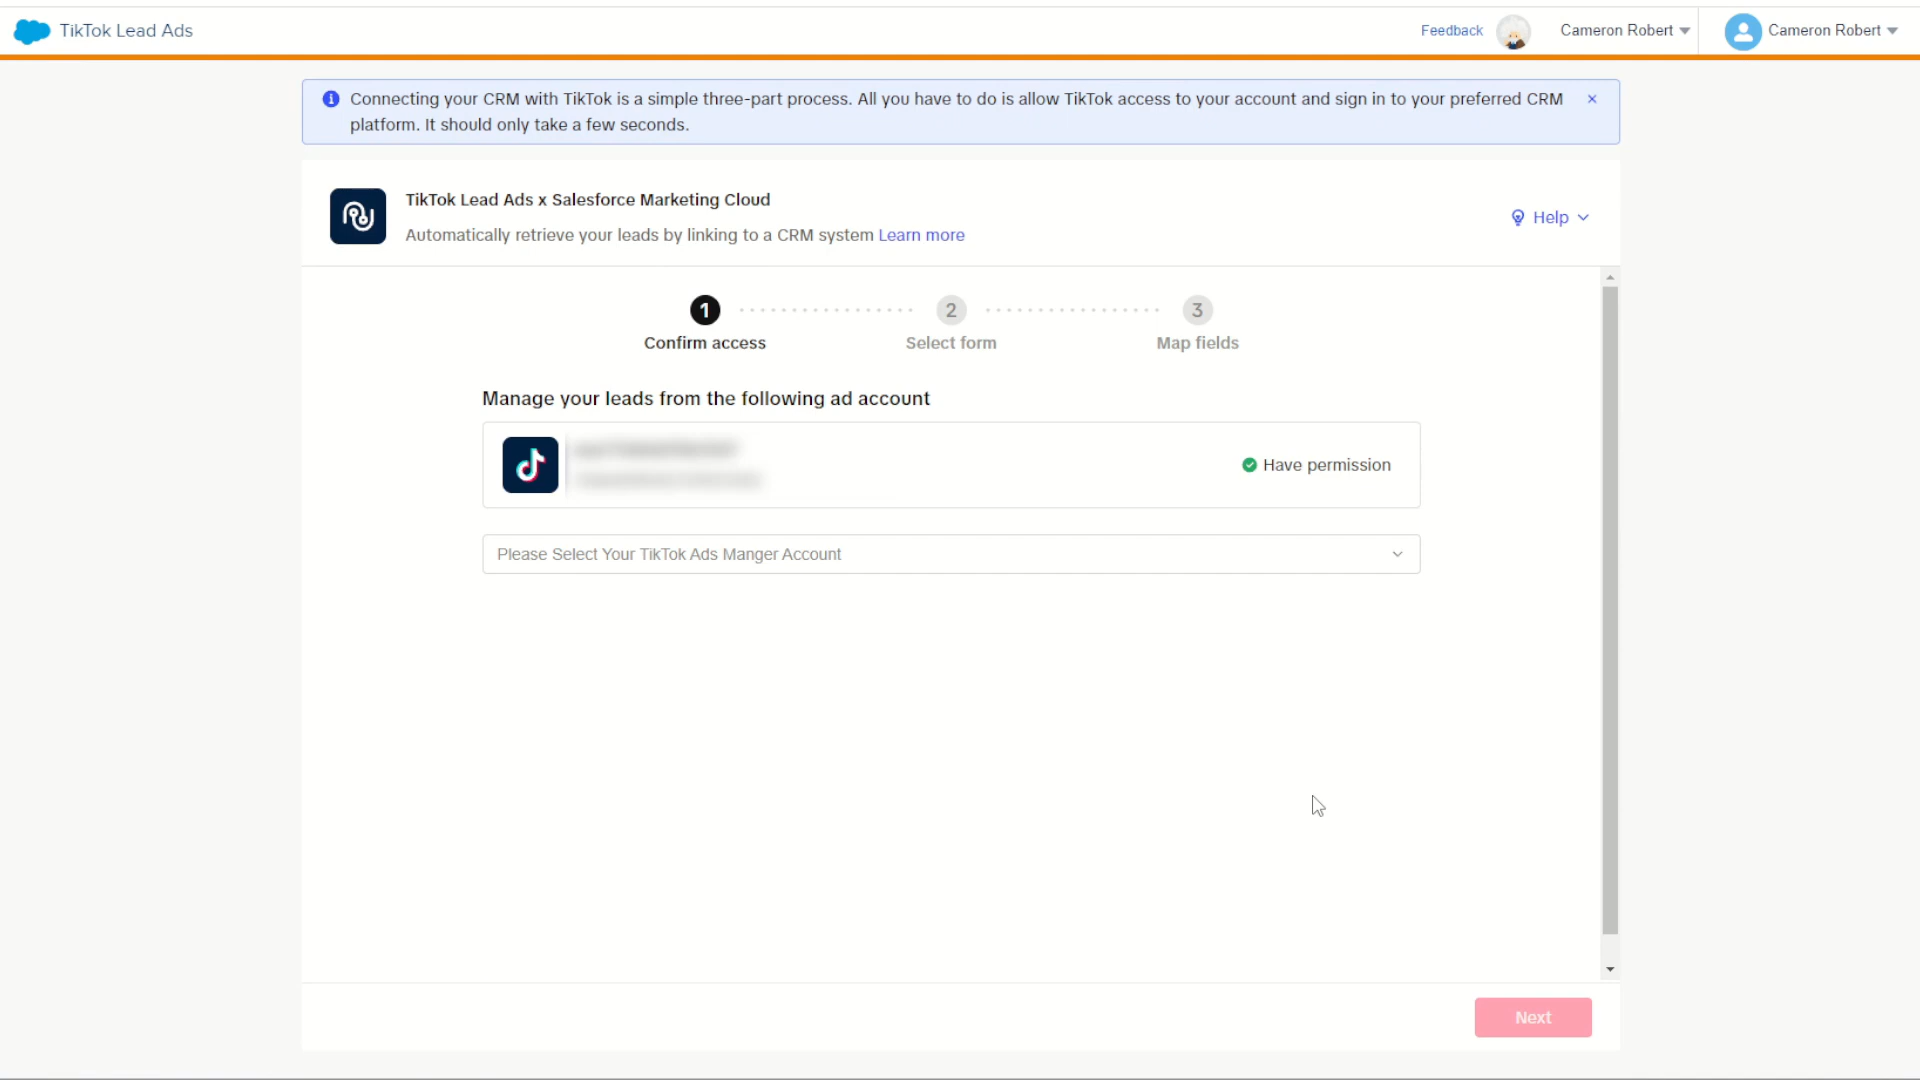 TikTok Lead Ads
Feedback
Cameron Robert
Cameron Robert
Connecting your CRM with TikTok is a simple three-part process. All you have to do is allow TikTok access to your account and sign in to your preferred CRM
platform. It should only take a few seconds.
TikTok Lead Ads x Salesforce Marketing Cloud
Automatically retrieve your leads by linking to a CRM system Learn more
Help
1
2
3
Confirm access
Select form
Map fields
Manage your leads from the following ad account
Have permission
Please Select Your TikTok Ads Manger Account
Next